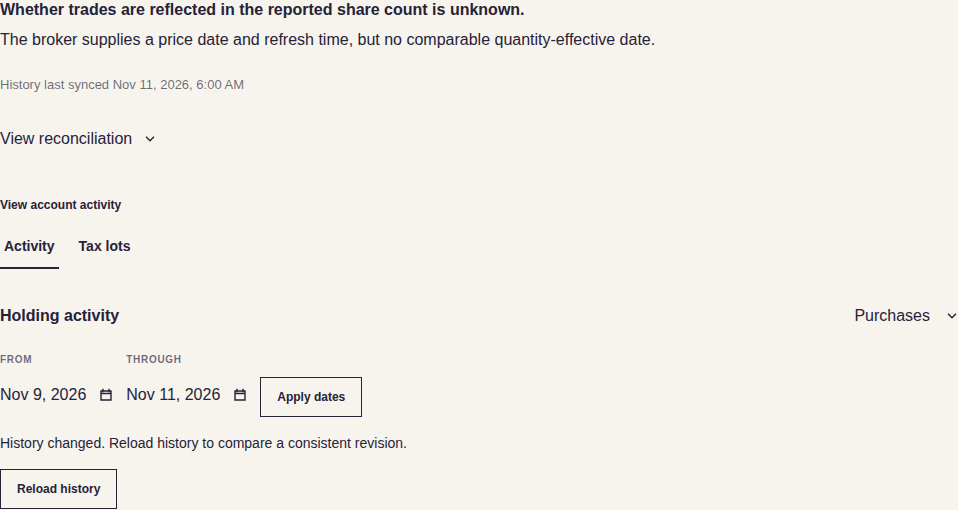 Whether trades are reflected in the reported share count is unknown.
The broker supplies a price date and refresh time, but no comparable quantity-effective date.
History last synced Nov 11, 2026, 6:00 AM
View reconciliation
View account activity
Activity Tax lots
Holding activity Purchases
FROM THROUGH
Nov 9, 2026 Nov 11, 2026 Apply dates
History changed. Reload history to compare a consistent revision.
Reload history